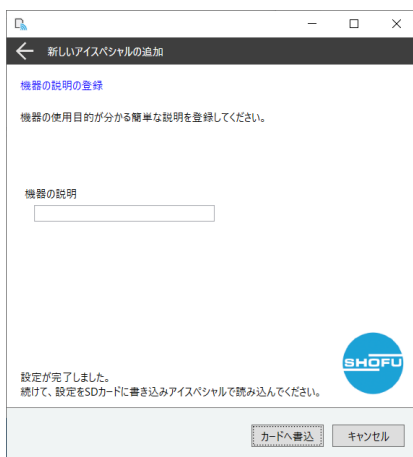 新しいアイスペシャルの追加
機器の説明の登録
機器の使用目的が分かる簡単な説明を登録してください。
機器の説明
SHOFU
設定が完了しました。
続けて、設定をSDカードに書き込みアイスペシャルで読み込んでください。
カードへ書込
キャンセル